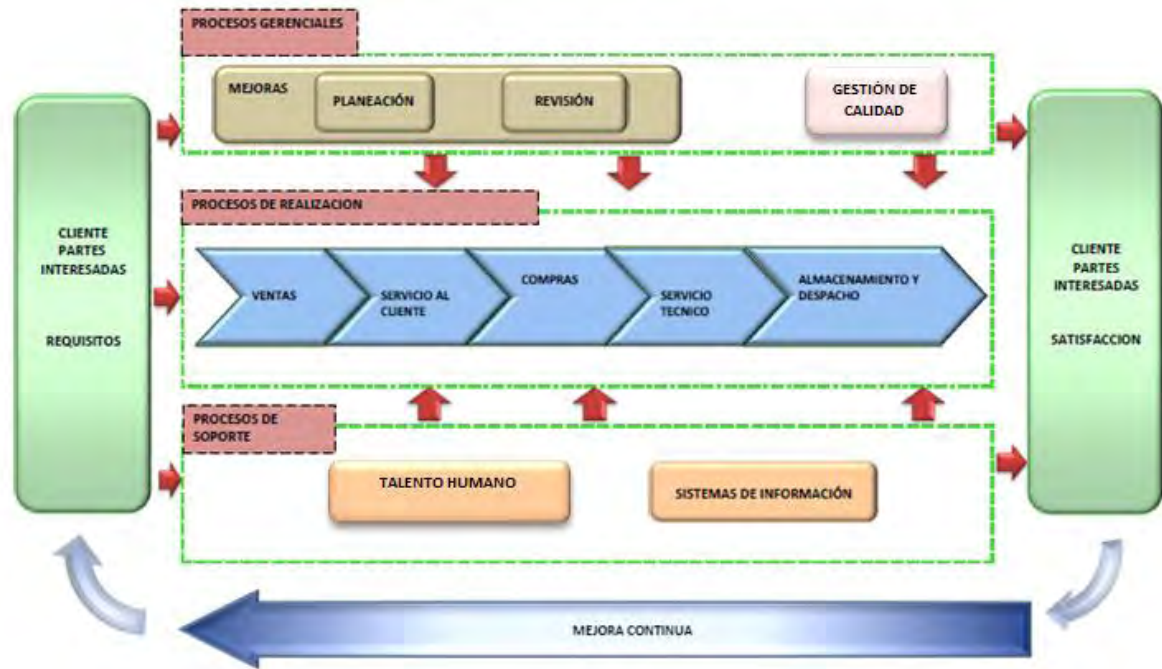 PROCESOS GERENCIALES
MEJORAS
PLANEACIÓN
REVISIÓN
GESTIÓN DE
CALIDAD
CLIENTE
PARTES
INTERESADAS
REQUISITOS
PROCESOS DE REALIZACION
VENTAS
SERVICIO AL
CLIENTE
COMPRAS
SERVICIO
TECNICO
ALMACENAMIENTO Y
DESPACHO
CLIENTE
PARTES
INTERESADAS
SATISFACCION
PROCESOS DE
SOPORTE
TALENTO HUMANO
SISTEMAS DE INFORMACIÓN
MEJORA CONTINUA